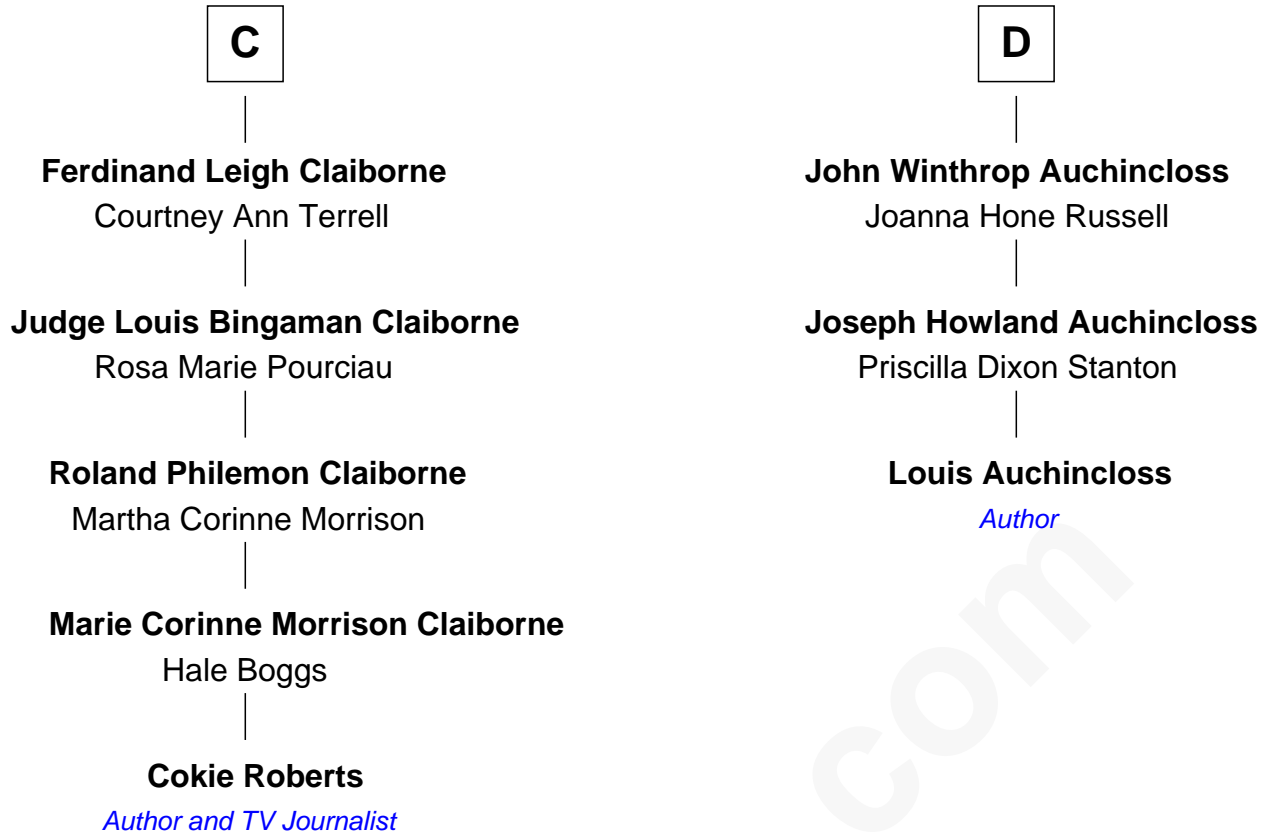 C
Ferdinand Leigh Claiborne
Courtney Ann Terrell
Judge Louis Bingaman Claiborne
Rosa Marie Pourciau
Roland Philemon Claiborne
Martha Corinne Morrison
Marie Corinne Morrison Claiborne
Hale Boggs
Cokie Roberts
Author and TV Journalist
D
John Winthrop Auchincloss
Joanna Hone Russell
Joseph Howland Auchincloss
Priscilla Dixon Stanton
Louis Auchincloss
Author
com